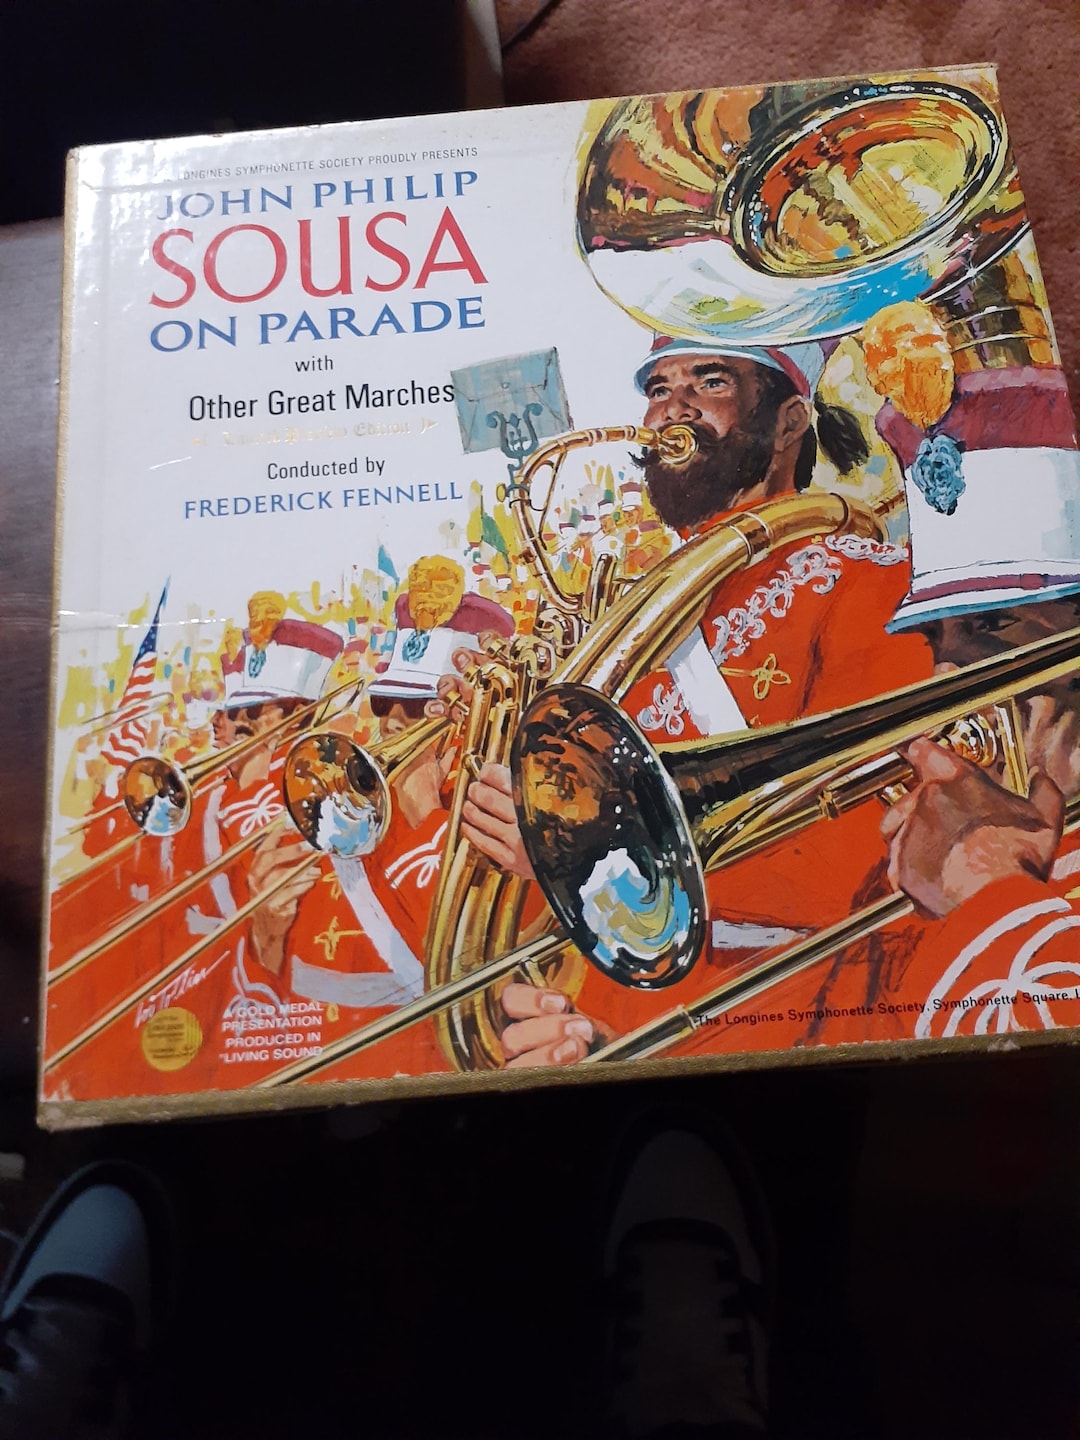 LONGINES SYMPHONETTE SOCIETY PROUDLY PRESENTS
JOHN PHILIP
SOUSA
ON PARADE
with
Other Great Marches
Edition
Conducted by
FREDERICK FENNELL
A GOLD MEDAL
PRESENTATION
PRODUCED IN
"LIVING SOUND
The Longines Symphonette Society, Symphonette Square, L